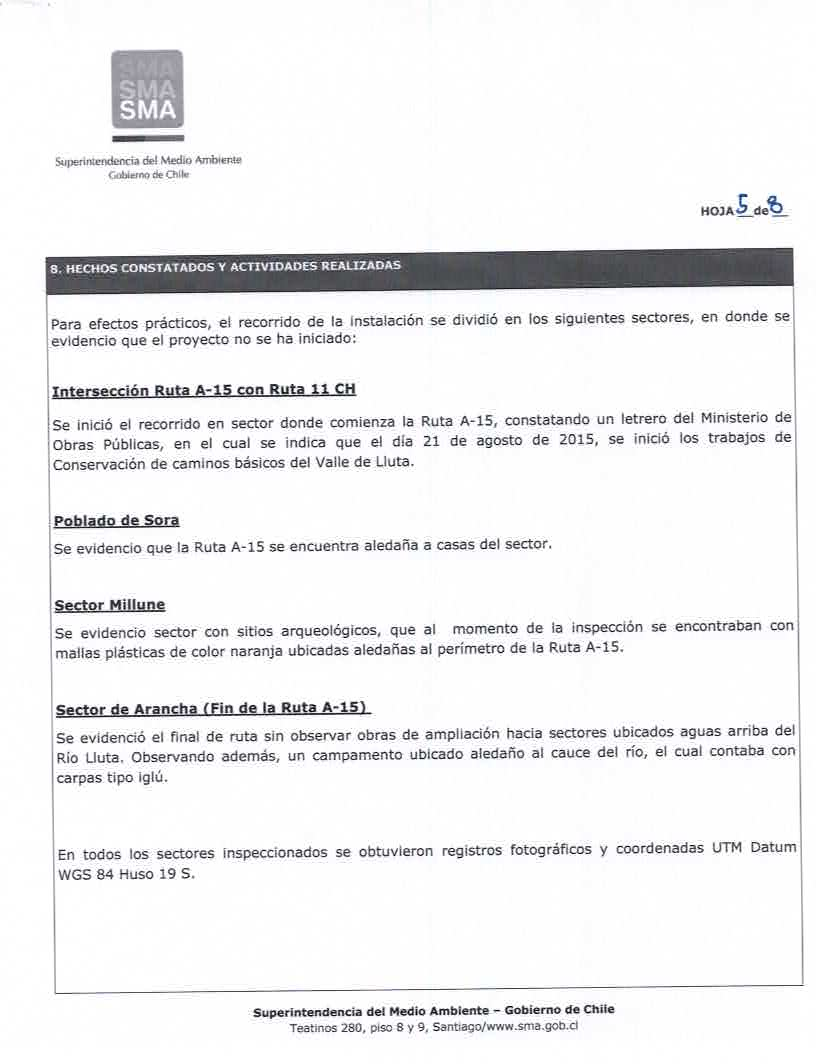 SMA
SMA
SMA
Superintendencia del Medio Ambiente
Gobierno de Chile
HOJA 5 de 8
8. HECHOS CONSTATADOS Y ACTIVIDADES REALIZADAS
Para efectos prácticos, el recorrido de la instalación se dividió en los siguientes sectores, en donde se
evidencio que el proyecto no se ha iniciado:
Intersección Ruta A-15 con Ruta 11 CH
Se inició el recorrido en sector donde comienza la Ruta A-15, constatando un letrero del Ministerio de
Obras Públicas, en el cual se indica que el día 21 de agosto de 2015, se inició los trabajos de
Conservación de caminos básicos del Valle de Lluta.
Poblado de Sora
Se evidencio que la Ruta A-15 se encuentra aledaña a casas del sector.
Sector Millune
Se evidencio sector con sitios arqueológicos, que al momento de la inspección se encontraban con
mallas plásticas de color naranja ubicadas aledañas al perímetro de la Ruta A-15.
Sector de Arancha (Fin de la Ruta A-15)
Se evidenció el final de ruta sin observar obras de ampliación hacia sectores ubicados aguas arriba del
Río Lluta. Observando además, un campamento ubicado aledaño al cauce del río, el cual contaba con
carpas tipo iglú.
En todos los sectores inspeccionados se obtuvieron registros fotográficos y coordenadas UTM Datum
WGS 84 Huso 19 S.
Superintendencia del Medio Ambiente – Gobierno de Chile
Teatinos 280, piso 8 y 9, Santiago/www.sma.gob.cl